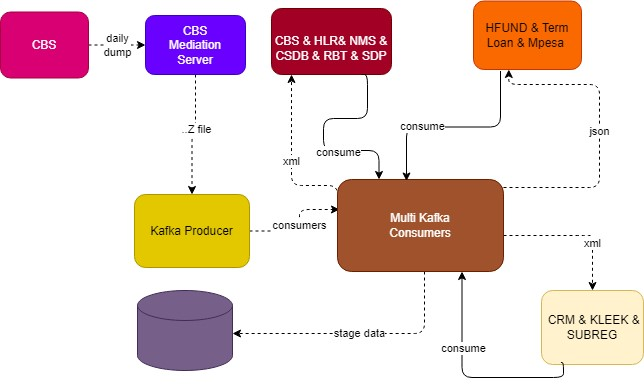 CBS
daily
dump
CBS
Mediation
Server
CBS & HLR& NMS &
CSDB & RBT & SDP
HFUND & Term
Loan & Mpesa
..Z file
xml
consume
consume
json
Kafka Producer
consumers
Multi Kafka
Consumers
xml
stage data
consume
CRM & KLEEK &
SUBREG